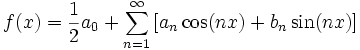 f(x) = \frac{1}{2}a_0 + \sum_{n=1}^{\infty} [a_n \cos(nx) + b_n \sin(nx)]